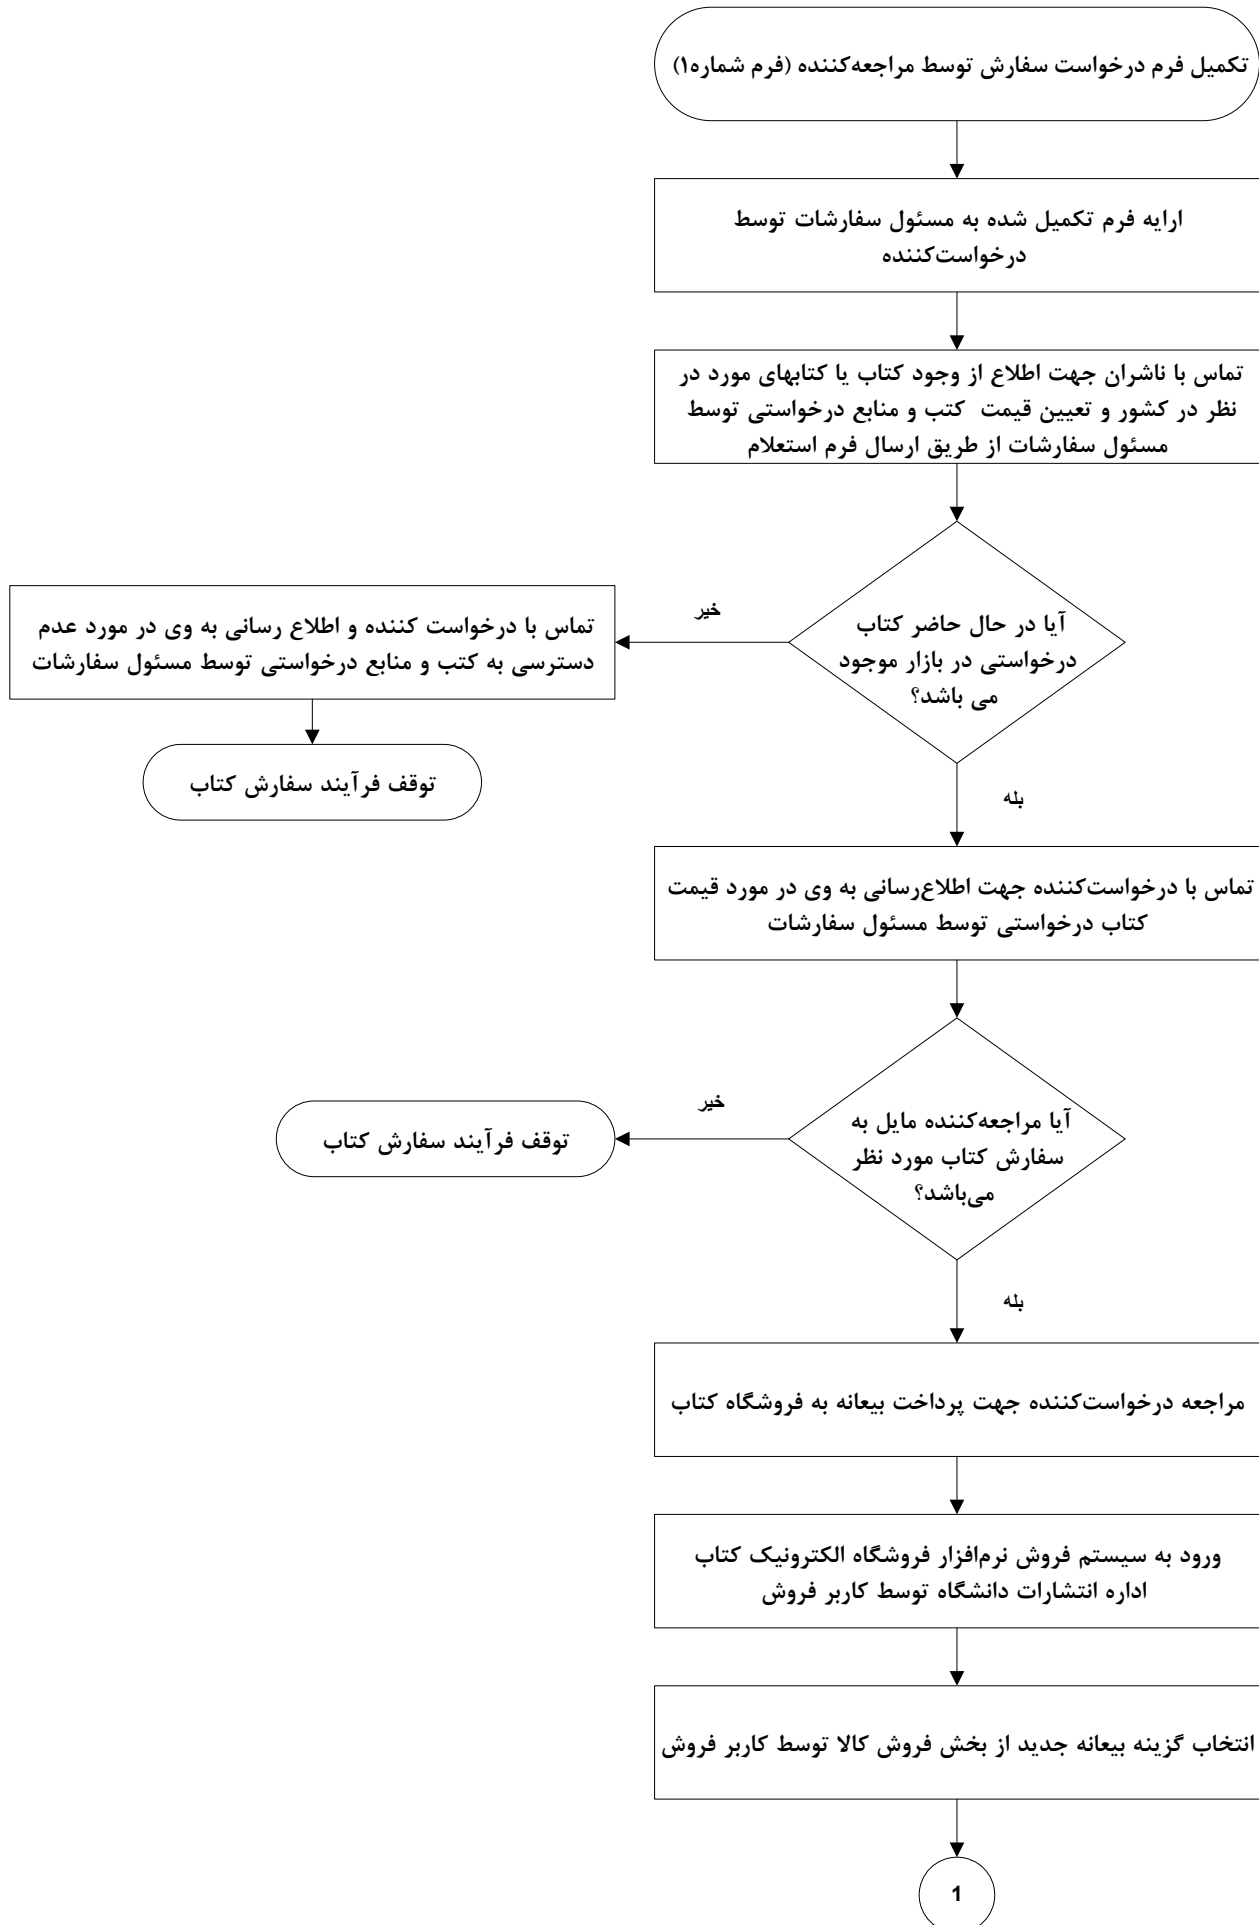 تکمیل فرم درخواست سفارش توسط مراجعه‌کننده (فرم شماره۱)
ارایه فرم تکمیل شده به مسئول سفارشات توسط
درخواست‌کننده
تماس با ناشران جهت اطلاع از وجود کتاب یا کتابهای مورد در
نظر در کشور و تعیین قیمت کتب و منابع درخواستی توسط
مسئول سفارشات از طریق ارسال فرم استعلام
آیا در حال حاضر کتاب
درخواستی در بازار موجود
می باشد؟
خیر
تماس با درخواست کننده و اطلاع رسانی به وی در مورد عدم
دسترسی به کتب و منابع درخواستی توسط مسئول سفارشات
توقف فرآیند سفارش کتاب
بله
تماس با درخواست‌کننده جهت اطلاع‌رسانی به وی در مورد قیمت
کتاب درخواستی توسط مسئول سفارشات
آیا مراجعه‌کننده مایل به
سفارش کتاب مورد نظر
می‌باشد؟
خیر
توقف فرآیند سفارش کتاب
بله
مراجعه درخواست‌کننده جهت پرداخت بیعانه به فروشگاه کتاب
ورود به سیستم فروش نرم‌افزار فروشگاه الکترونیک کتاب
اداره انتشارات دانشگاه توسط کاربر فروش
انتخاب گزینه بیعانه جدید از بخش فروش کالا توسط کاربر فروش
1